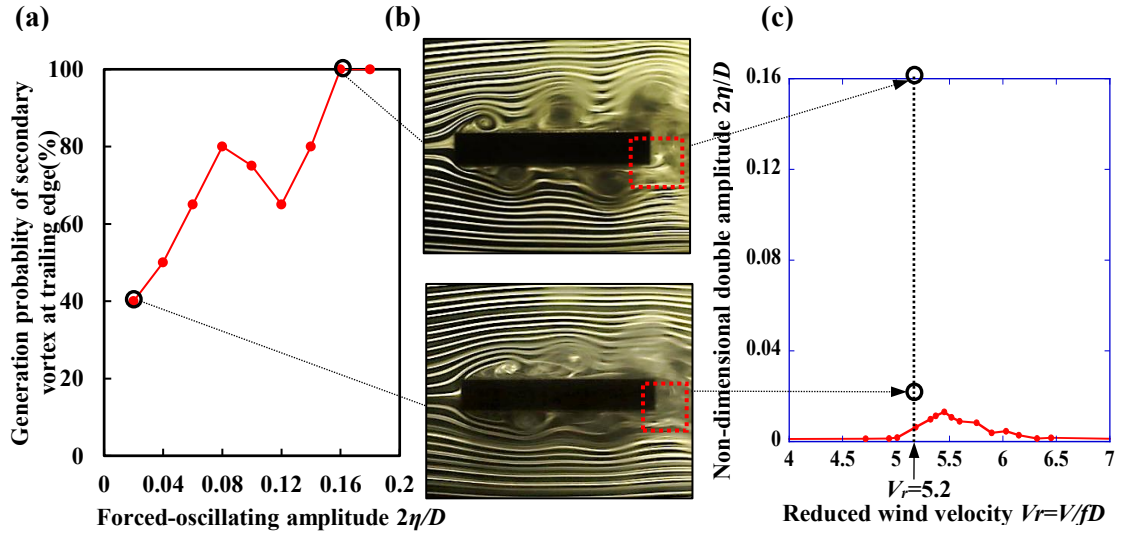 (a)
(b)
(c)
Generation probablity of secondary
vortex at trailing edge(%)
100
80
60
40
20
0
0
0.04
0.08
0.12
0.16
0.2
Forced-oscillating amplitude 2η/D
Non-dimensional double amplitude 2η/D
0.16
0.12
0.08
0.04
0
4
4.5
5
5.5
6
6.5
7
Vr=5.2
Reduced wind velocity Vr=V/fD